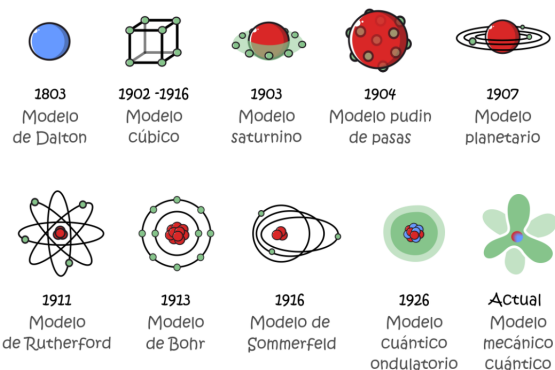 1803
Modelo
de Dalton
1902 -1916
Modelo
cúbico
1903
Modelo
saturnino
1904
Modelo pudin
de pasas
1907
Modelo
planetario
1911
Modelo
de Rutherford
1913
Modelo
de Bohr
1916
Modelo de
Sommerfeld
1926
Modelo
cuántico
ondulatorio
Actual
Modelo
mecánico
cuántico